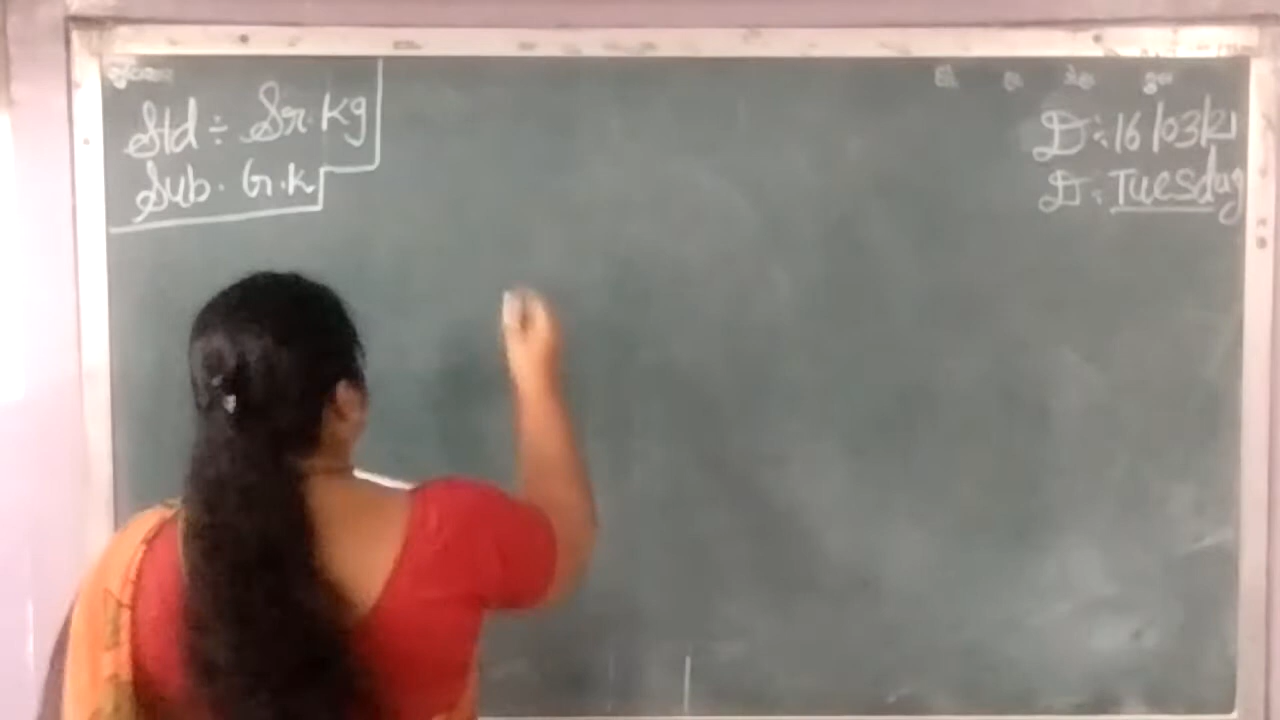 Std ÷ Sr. Kg
Sub. G.K
D ÷ 16/03/21
D : Tuesday